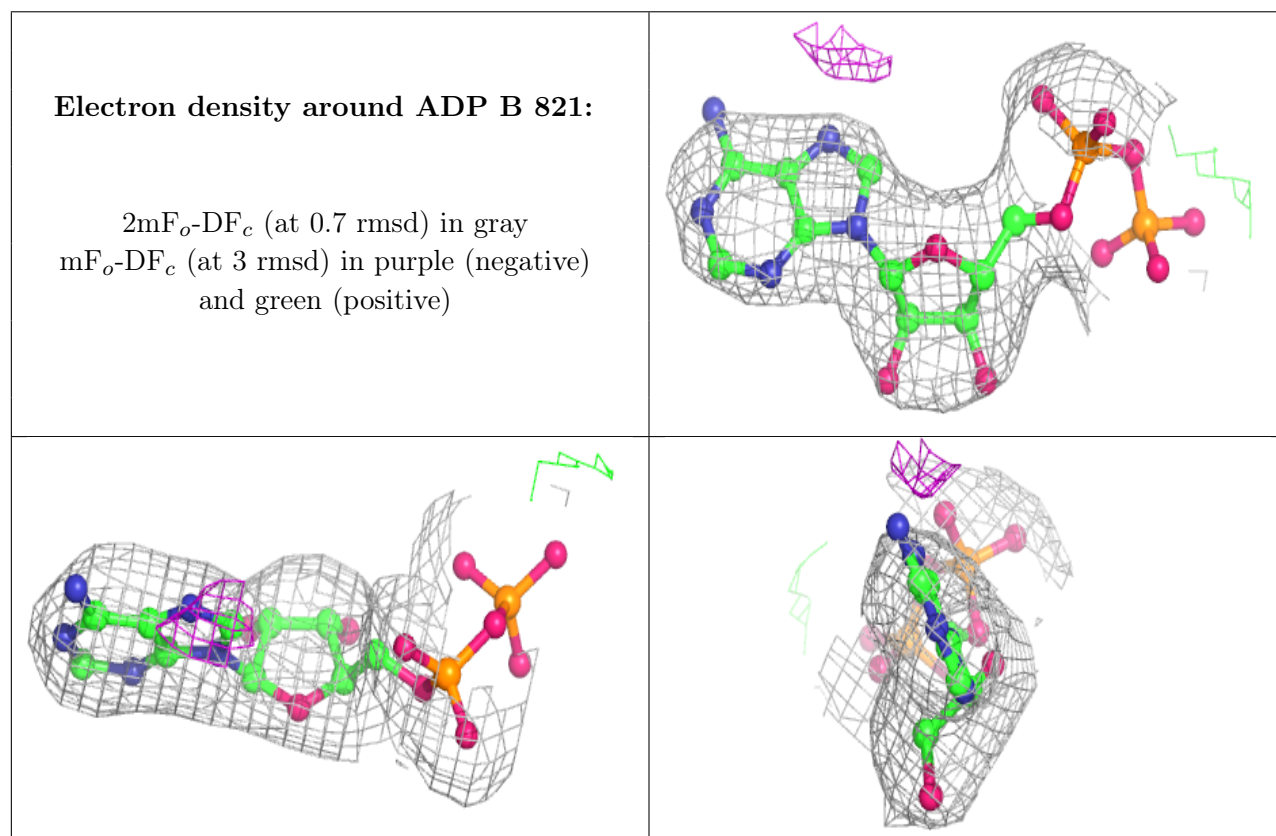 Electron density around ADP B 821:
2mFₒ-DF𝒸 (at 0.7 rmsd) in gray
mFₒ-DF𝒸 (at 3 rmsd) in purple (negative)
and green (positive)